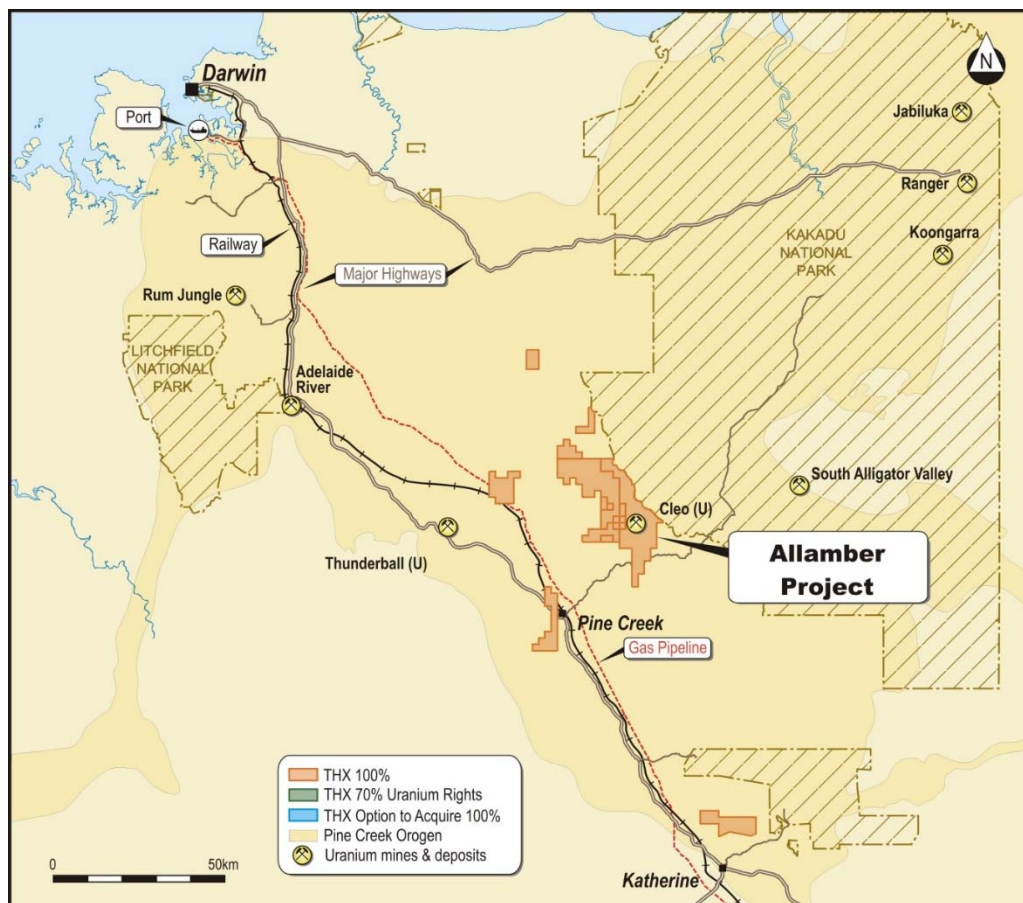 Darwin
N
Port
Jabiluka
Ranger
Railway
KAKADU
NATIONAL
PARK
Koongarra
Major Highways
Rum Jungle
LITCHFIELD
NATIONAL
PARK
Adelaide
River
South Alligator Valley
Cleo (U)
Thunderball (U)
Allamber
Project
Pine Creek
Gas Pipeline
THX 100%
THX 70% Uranium Rights
THX Option to Acquire 100%
Pine Creek Orogen
Uranium mines & deposits
0
50km
Katherine